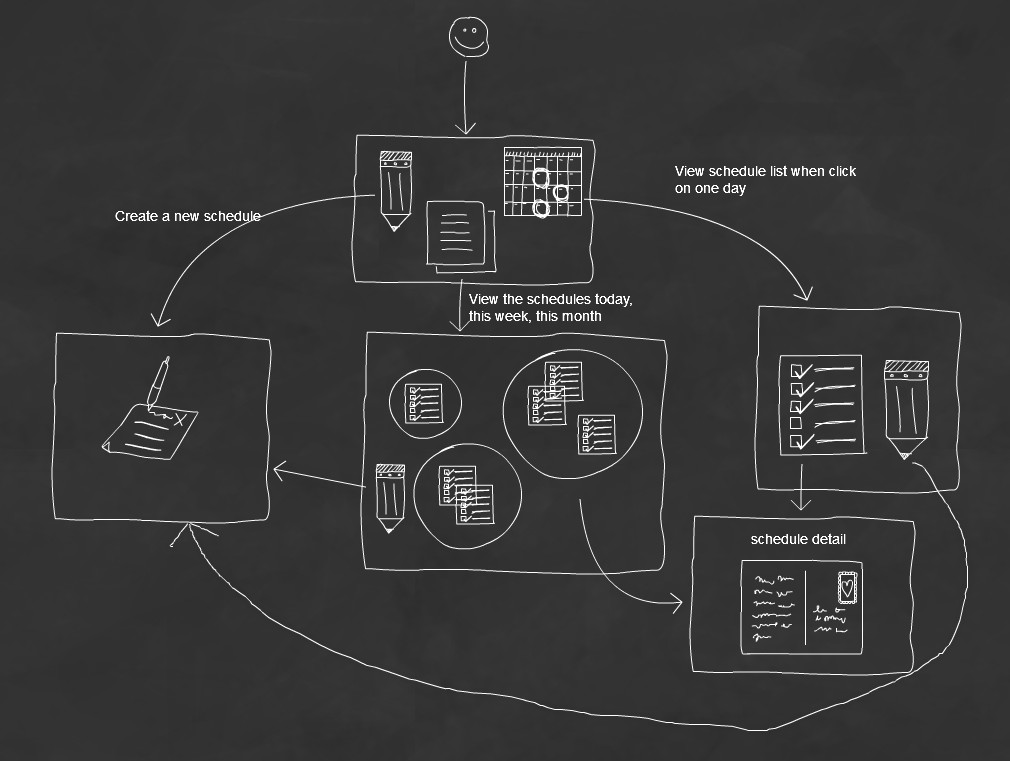 View schedule list when click
on one day
Create a new schedule
View the schedules today,
this week, this month
schedule detail